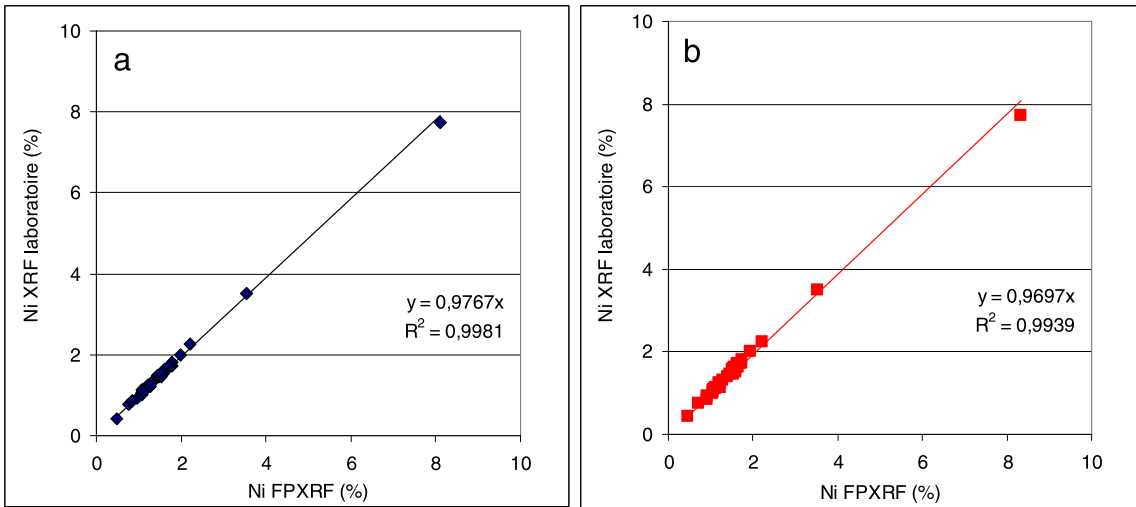 a
10
8
6
4
2
0
Ni XRF laboratoire (%)
y = 0,9767x
R² = 0,9981
0 2 4 6 8 10
Ni FPXRF (%)
b
10
8
6
4
2
0
Ni XRF laboratoire (%)
y = 0,9697x
R² = 0,9939
0 2 4 6 8 10
Ni FPXRF (%)